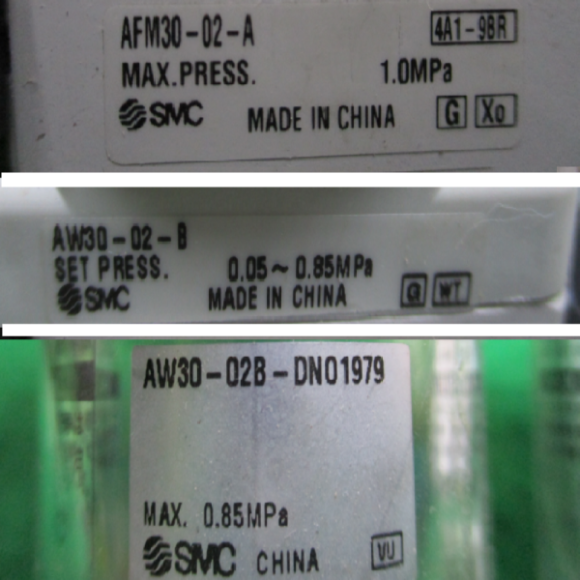 AFM30-02-A 4A1-9BR
MAX.PRESS. 1.0MPa
SMC MADE IN CHINA G Xo
AW30-02-B
SET PRESS. 0.05~0.85MPa
SMC MADE IN CHINA G WT
AW30-02B-DN01979
MAX. 0.85MPa
SMC CHINA VU